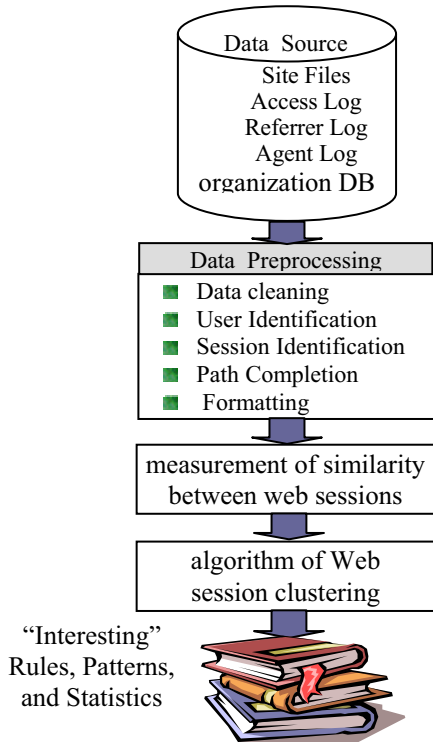 Data Source
Site Files
Access Log
Referrer Log
Agent Log
organization DB
Data Preprocessing
Data cleaning
User Identification
Session Identification
Path Completion
Formatting
measurement of similarity
between web sessions
algorithm of Web
session clustering
“Interesting”
Rules, Patterns,
and Statistics